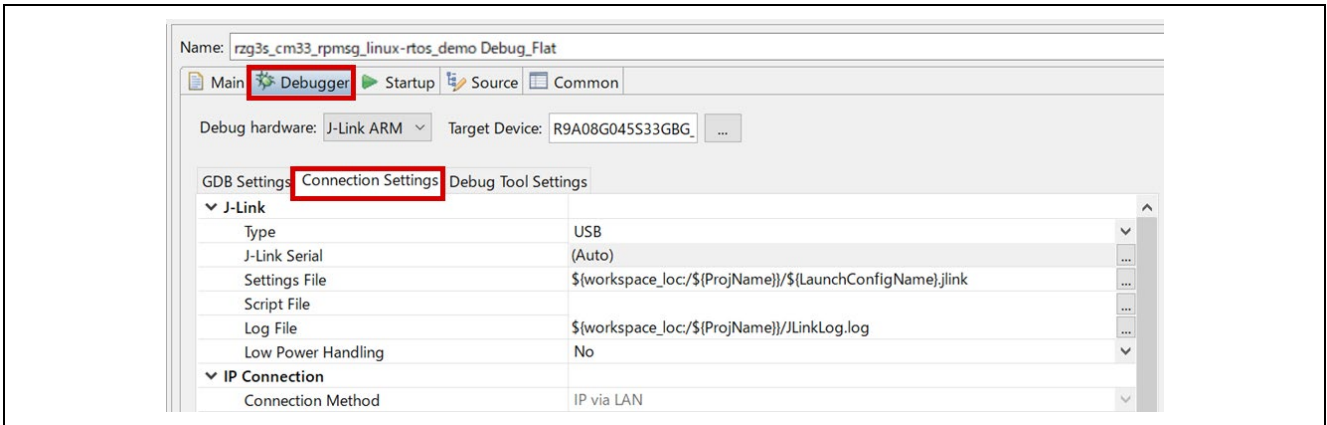 Name: rzg3s_cm33_rpmsg_linux-rtos_demo Debug_Flat
Main Debugger Startup Source Common
Debug hardware: J-Link ARM Target Device: R9A08G045S33GBG_ ...
GDB Settings Connection Settings Debug Tool Settings
J-Link
Type USB
J-Link Serial (Auto) ...
Settings File ${workspace_loc:/${ProjName}}/${LaunchConfigName}.jlink ...
Script File ...
Log File ${workspace_loc:/${ProjName}}/JLinkLog.log ...
Low Power Handling No
IP Connection
Connection Method IP via LAN